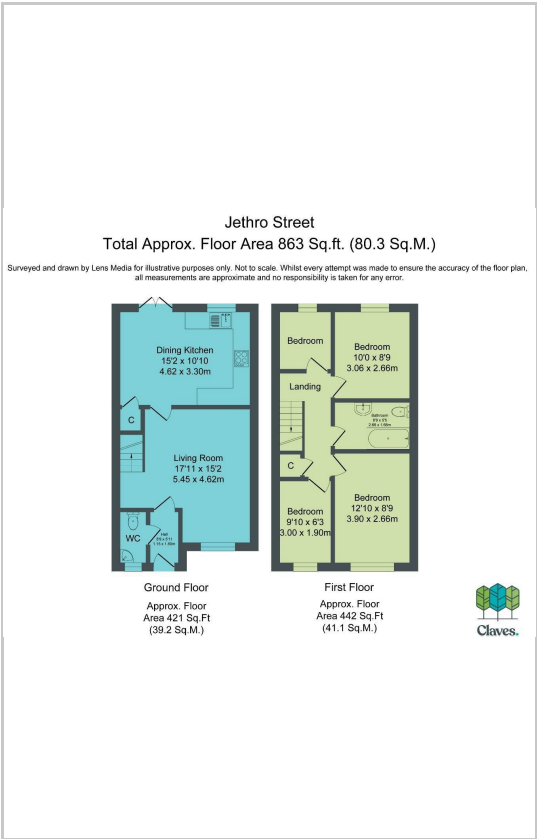 Jethro Street
Total Approx. Floor Area 863 Sq.ft. (80.3 Sq.M.)
Surveyed and drawn by Lens Media for illustrative purposes only. Not to scale. Whilst every attempt was made to ensure the accuracy of the floor plan,
all measurements are approximate and no responsibility is taken for any error.
Dining Kitchen
15'2 x 10'10
4.62 x 3.30m
C
Living Room
17'11 x 15'2
5.45 x 4.62m
WC
Hall
Ground Floor
Approx. Floor
Area 421 Sq.Ft
(39.2 Sq.M.)
Bedroom
Bedroom
10'0 x 8'9
3.06 x 2.66m
Landing
Bathroom
C
Bedroom
12'10 x 8'9
3.90 x 2.66m
Bedroom
9'10 x 6'3
3.00 x 1.90m
First Floor
Approx. Floor
Area 442 Sq.Ft
(41.1 Sq.M.)
Claves.